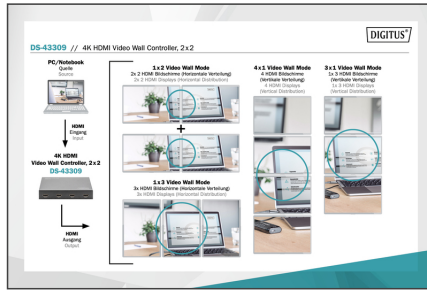 DIGITUS®
DS-43309 // 4K HDMI Video Wall Controller, 2x2
PC/Notebook
Quelle
Source
HDMI
Eingang
Input
4K HDMI
Video Wall Controller, 2x2
DS-43309
HDMI
Ausgang
Output
1x2 Video Wall Mode
2x 2 HDMI Bildschirme (Horizontale Verteilung)
2x 2 HDMI Displays (Horizontal Distribution)
+
1x3 Video Wall Mode
3x HDMI Bildschirme (Horizontale Verteilung)
3x HDMI Displays (Horizontal Distribution)
4x1 Video Wall Mode
4 HDMI Bildschirme
(Vertikale Verteilung)
4 HDMI Displays
(Vertical Distribution)
3x1 Video Wall Mode
1x 3 HDMI Bildschirme
(Vertikale Verteilung)
1x 3 HDMI Displays
(Vertical Distribution)